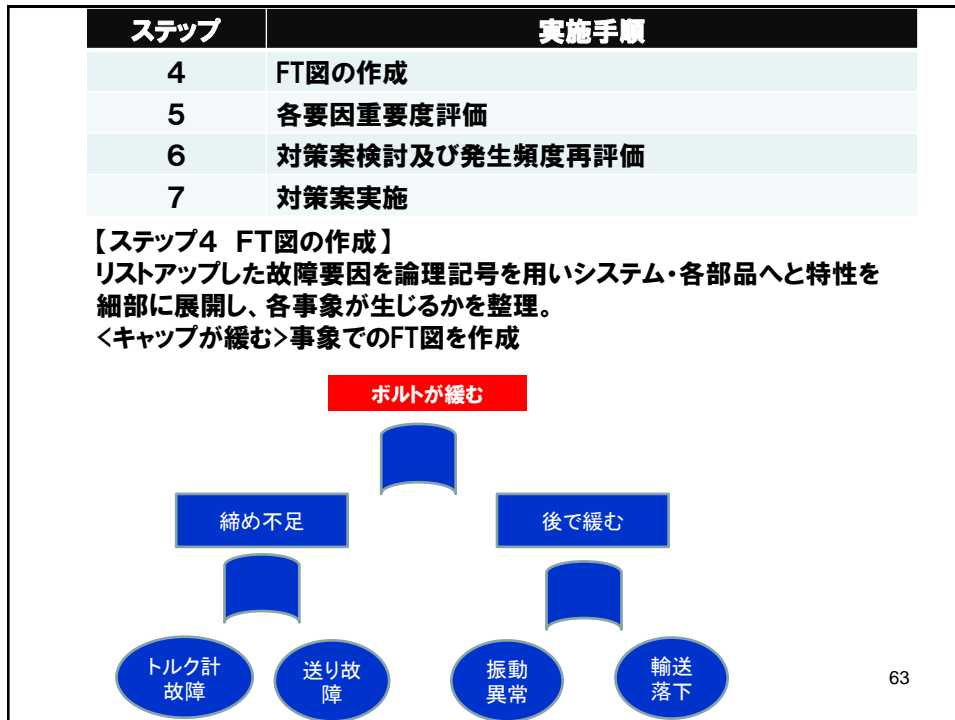 ステップ 実施手順
4 FT図の作成
5 各要因重要度評価
6 対策案検討及び発生頻度再評価
7 対策案実施
【ステップ4 FT図の作成】
リストアップした故障要因を論理記号を用いシステム・各部品へと特性を
細部に展開し、各事象が生じるかを整理。
<キャップが緩む>事象でのFT図を作成
ボルトが緩む
締め不足
後で緩む
トルク計
故障
送り故
障
振動
異常
輸送
落下
63